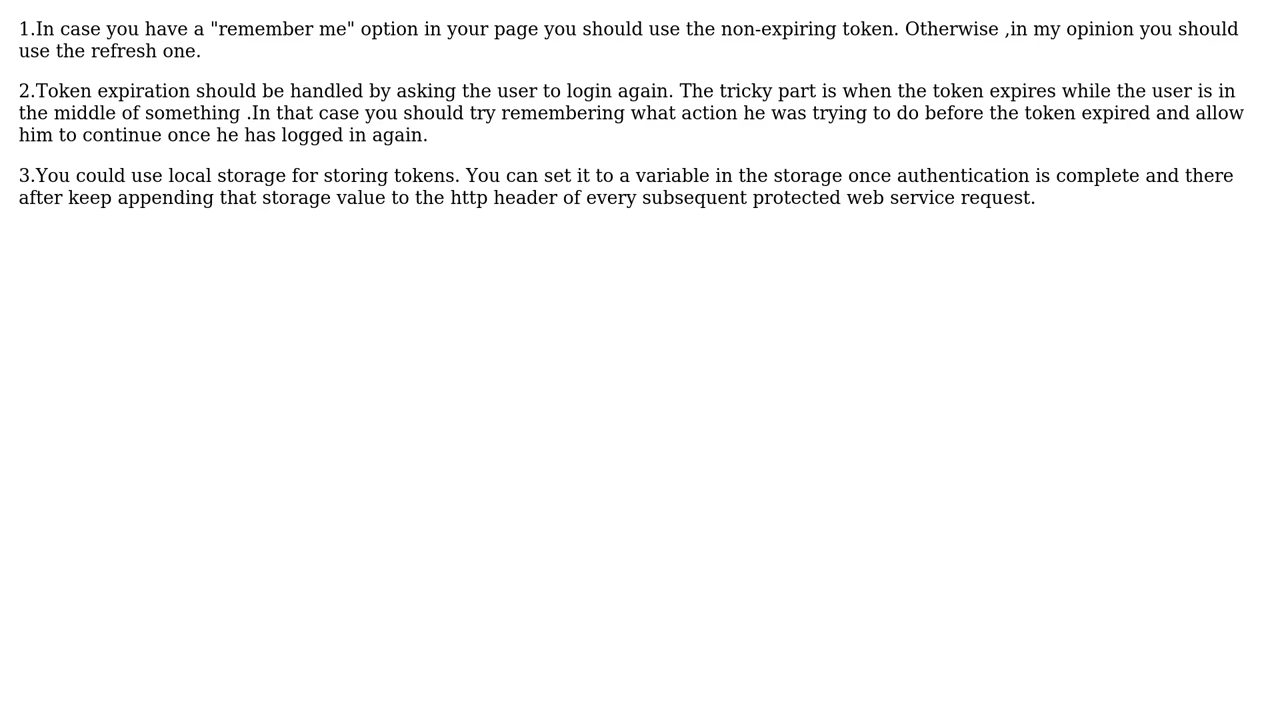 1.In case you have a "remember me" option in your page you should use the non-expiring token. Otherwise ,in my opinion you should
use the refresh one.
2.Token expiration should be handled by asking the user to login again. The tricky part is when the token expires while the user is in
the middle of something .In that case you should try remembering what action he was trying to do before the token expired and allow
him to continue once he has logged in again.
3.You could use local storage for storing tokens. You can set it to a variable in the storage once authentication is complete and there
after keep appending that storage value to the http header of every subsequent protected web service request.